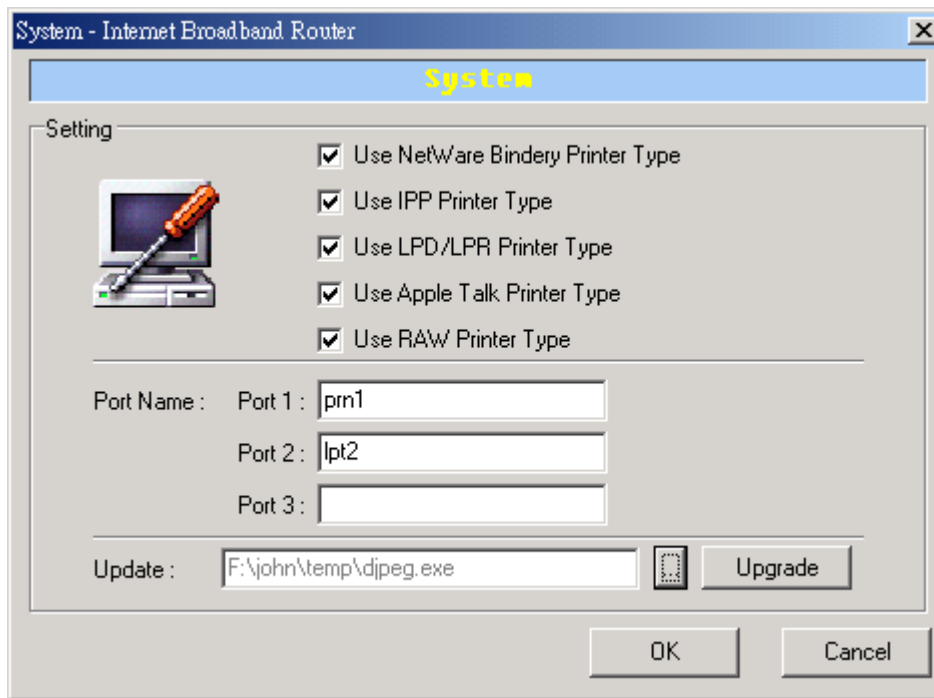 System - Internet Broadband Router
System
Setting
Use NetWare Bindery Printer Type
Use IPP Printer Type
Use LPD/LPR Printer Type
Use Apple Talk Printer Type
Use RAW Printer Type
Port Name : Port 1 : prn1
Port 2 : lpt2
Port 3 :
Update : F:\john\temp\djpeg.exe ... Upgrade
OK Cancel